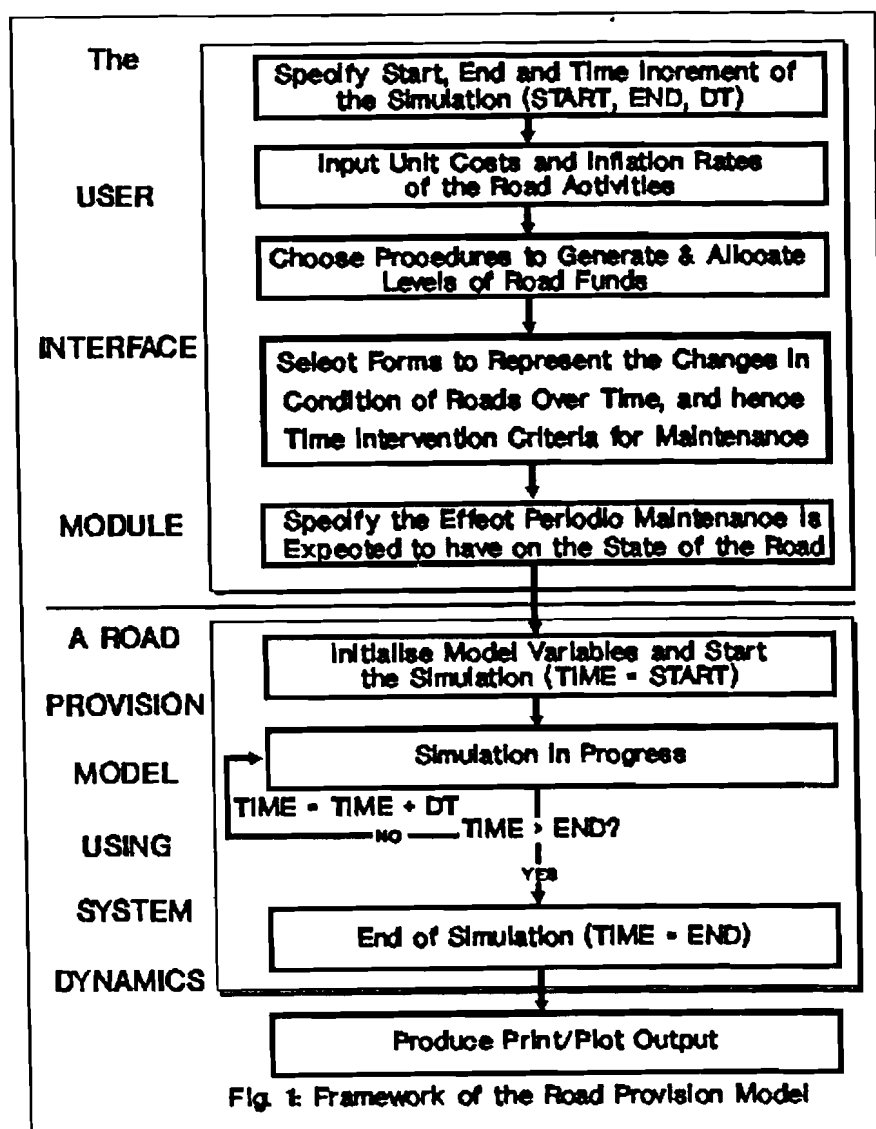 The
USER
INTERFACE
MODULE
Specify Start, End and Time Increment of
the Simulation (START, END, DT)
Input Unit Costs and Inflation Rates
of the Road Activities
Choose Procedures to Generate & Allocate
Levels of Road Funds
Select Forms to Represent the Changes in
Condition of Roads Over Time, and hence
Time Intervention Criteria for Maintenance
Specify the Effect Periodic Maintenance is
Expected to have on the State of the Road
A ROAD
PROVISION
MODEL
USING
SYSTEM
DYNAMICS
Initialise Model Variables and Start
the Simulation (TIME = START)
Simulation in Progress
TIME = TIME + DT
NO
TIME > END?
YES
End of Simulation (TIME = END)
Produce Print/Plot Output
Fig. 1: Framework of the Road Provision Model